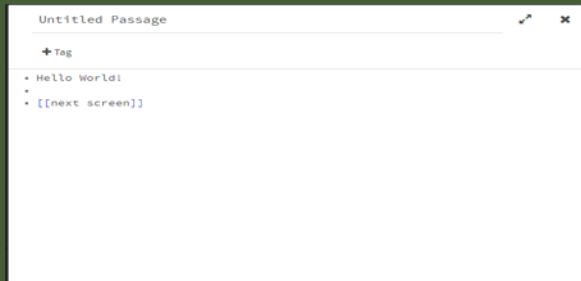 Untitled Passage
+ Tag
• Hello World!
•
• [[next screen]]